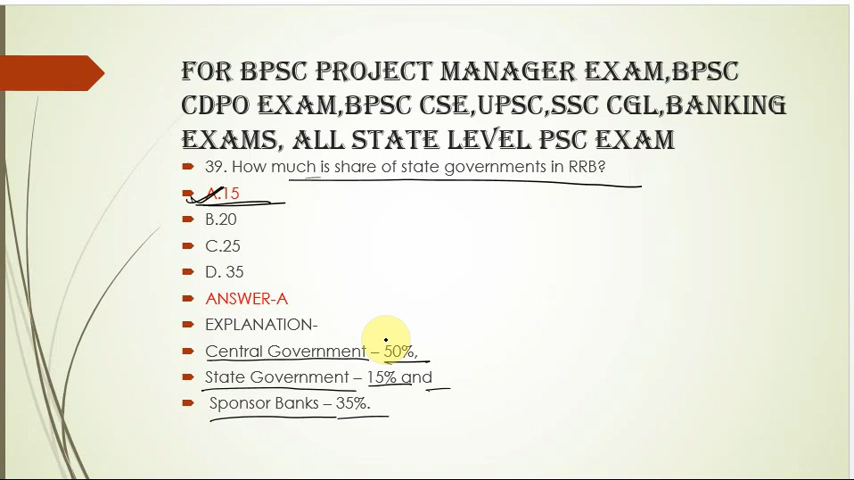 FOR BPSC PROJECT MANAGER EXAM,BPSC
CDPO EXAM,BPSC CSE,UPSC,SSC CGL,BANKING
EXAMS, ALL STATE LEVEL PSC EXAM
39. How much is share of state governments in RRB?
A.15
B.20
C.25
D. 35
ANSWER-A
EXPLANATION-
Central Government – 50%,
State Government – 15% and
Sponsor Banks – 35%.